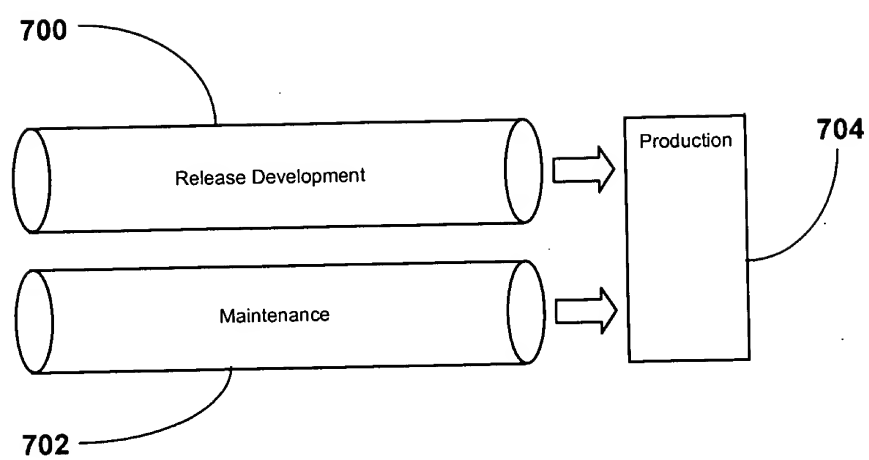 700
Production
704
Release Development
Maintenance
702